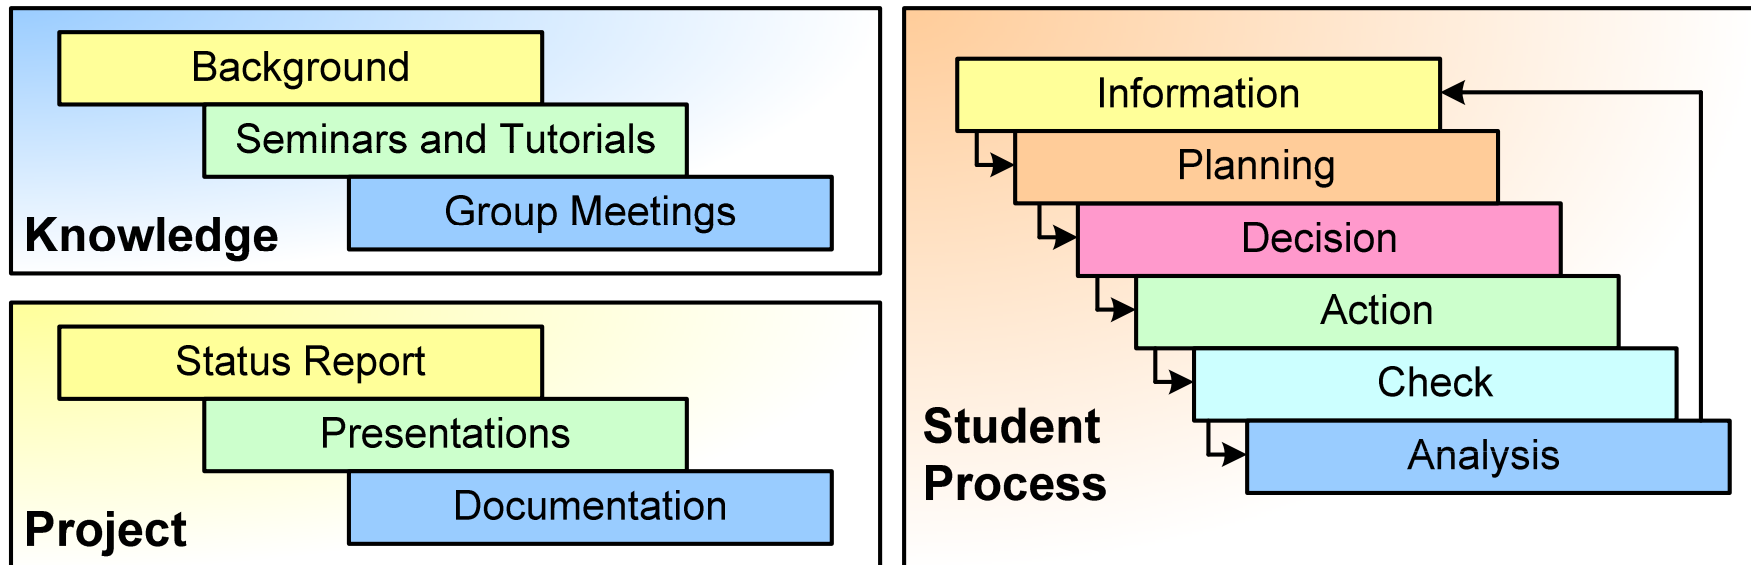 Background
Seminars and Tutorials
Group Meetings
Knowledge
Status Report
Presentations
Documentation
Project
Information
Planning
Decision
Action
Check
Analysis
Student
Process